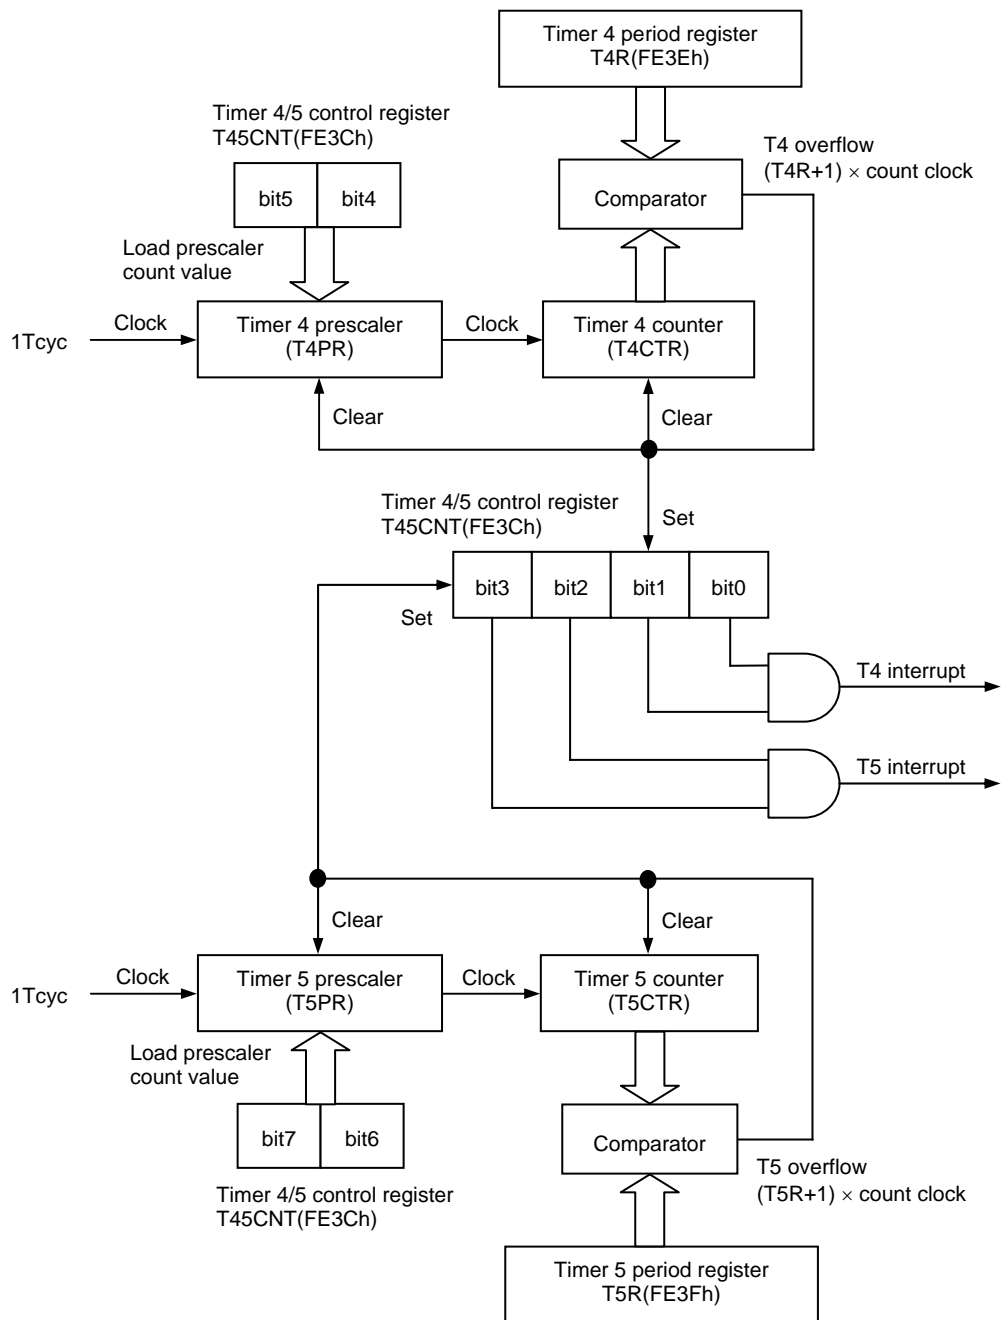 Timer 4 period register
T4R(FE3Eh)
Timer 4/5 control register
T45CNT(FE3Ch)
T4 overflow
(T4R+1) × count clock
bit5
bit4
Comparator
Load prescaler
count value
1Tcyc
Clock
Timer 4 prescaler
(T4PR)
Clock
Timer 4 counter
(T4CTR)
Clear
Clear
Timer 4/5 control register
T45CNT(FE3Ch)
Set
bit3
bit2
bit1
bit0
Set
T4 interrupt
T5 interrupt
Clear
Clear
1Tcyc
Clock
Timer 5 prescaler
(T5PR)
Clock
Timer 5 counter
(T5CTR)
Load prescaler
count value
bit7
bit6
Comparator
T5 overflow
(T5R+1) × count clock
Timer 4/5 control register
T45CNT(FE3Ch)
Timer 5 period register
T5R(FE3Fh)